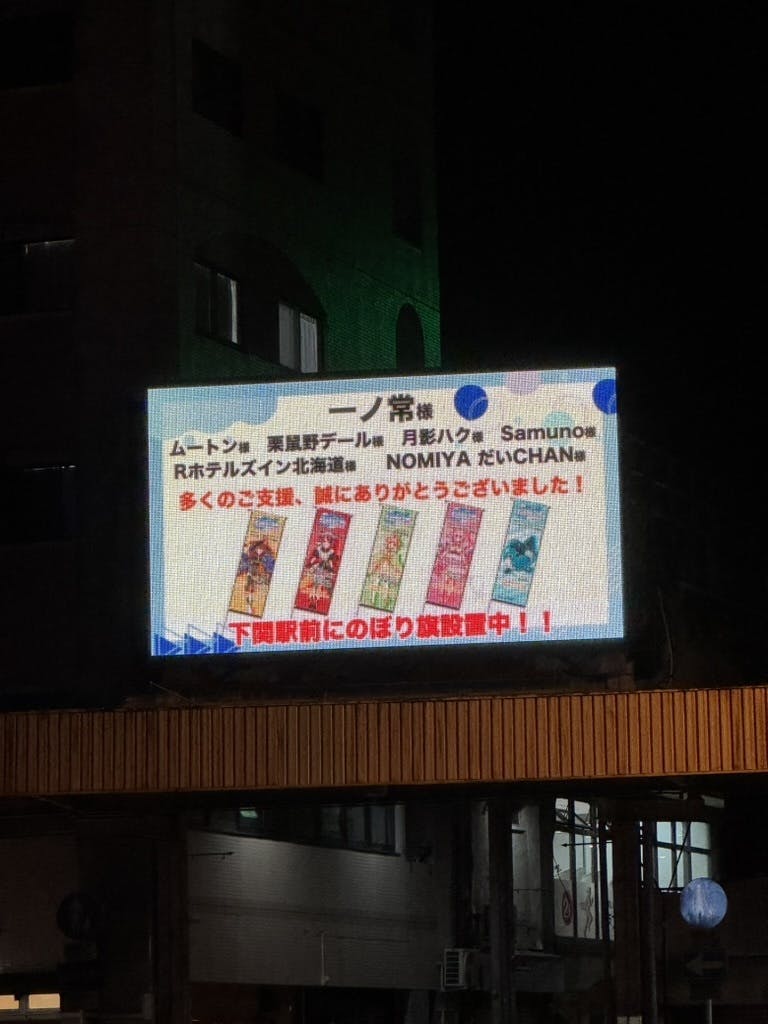 一ノ常様
ムートン様 栗鼠野デール様 月影ハク様 Samuno様
Rホテルズイン北海道様 NOMIYA だいCHAN様
多くのご支援、誠にありがとうございました！
下関駅前にのぼり旗設置中！！